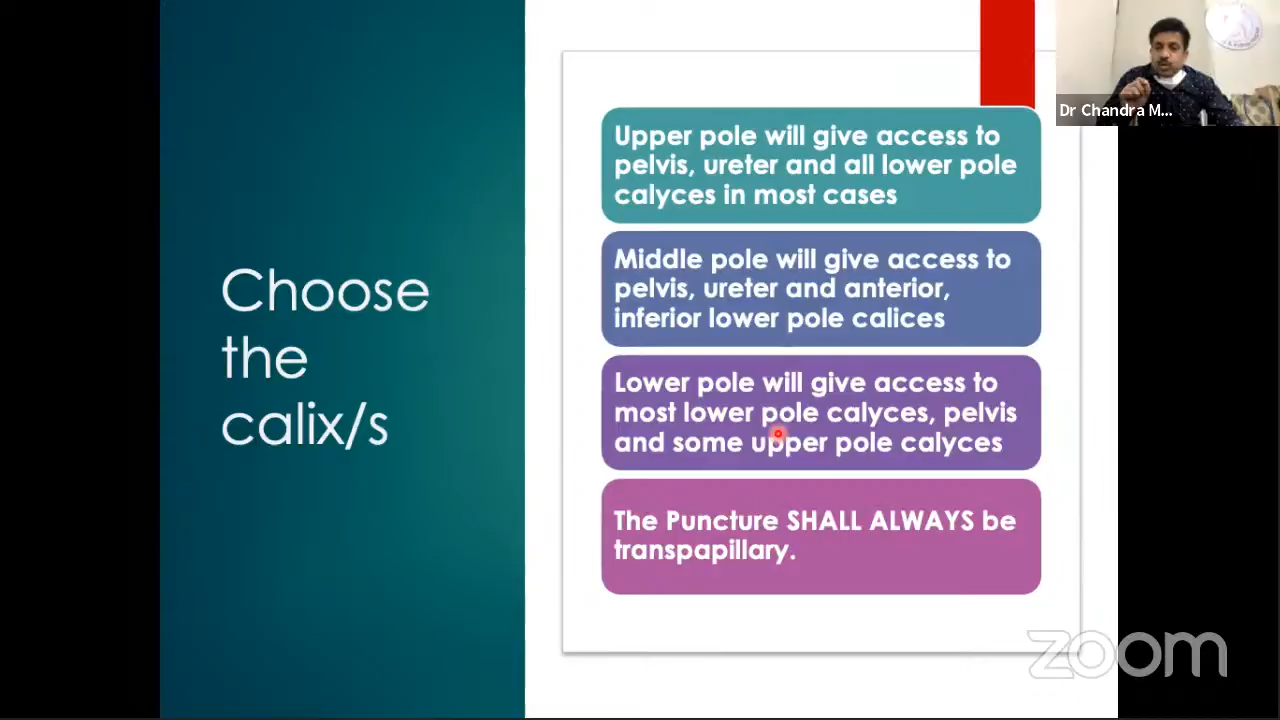 Choose
the
calix/s
Upper pole will give access to
pelvis, ureter and all lower pole
calyces in most cases
Middle pole will give access to
pelvis, ureter and anterior,
inferior lower pole calices
Lower pole will give access to
most lower pole calyces, pelvis
and some upper pole calyces
The Puncture SHALL ALWAYS be
transpapillary.
Dr Chandra M...
zoom